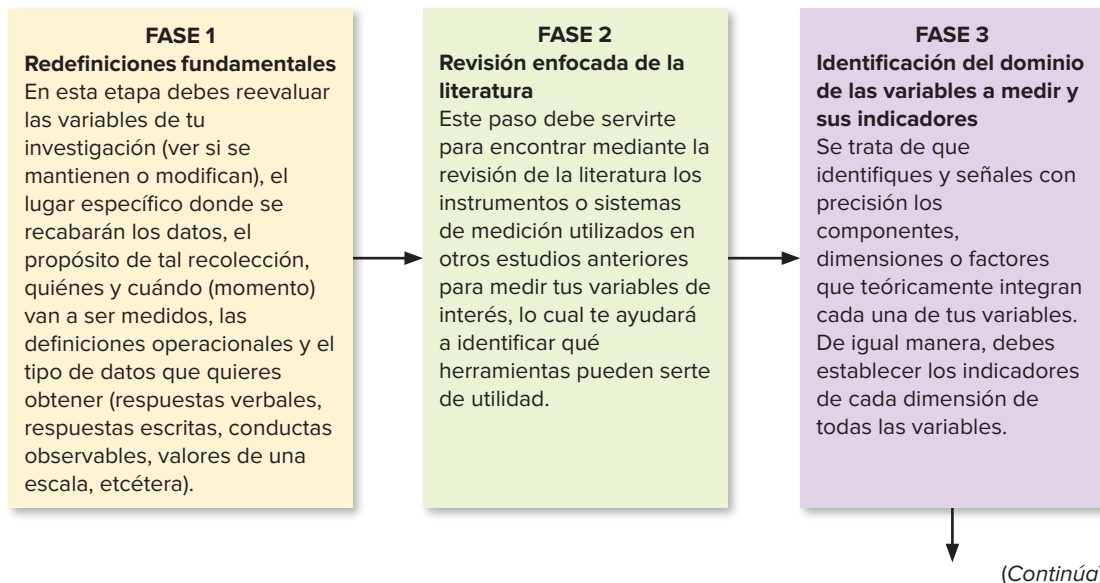 FASE 1
Redefiniciones fundamentales
En esta etapa debes reevaluar
las variables de tu
investigación (ver si se
mantienen o modifican), el
lugar específico donde se
recabarán los datos, el
propósito de tal recolección,
quiénes y cuándo (momento)
van a ser medidos, las
definiciones operacionales y el
tipo de datos que quieres
obtener (respuestas verbales,
respuestas escritas, conductas
observables, valores de una
escala, etcétera).
FASE 2
Revisión enfocada de la
literatura
Este paso debe servirte
para encontrar mediante la
revisión de la literatura los
instrumentos o sistemas
de medición utilizados en
otros estudios anteriores
para medir tus variables de
interés, lo cual te ayudará
a identificar qué
herramientas pueden serte
de utilidad.
FASE 3
Identificación del dominio
de las variables a medir y
sus indicadores
Se trata de que
identifiques y señales con
precisión los
componentes,
dimensiones o factores
que teóricamente integran
cada una de tus variables.
De igual manera, debes
establecer los indicadores
de cada dimensión de
todas las variables.
(Continúa)